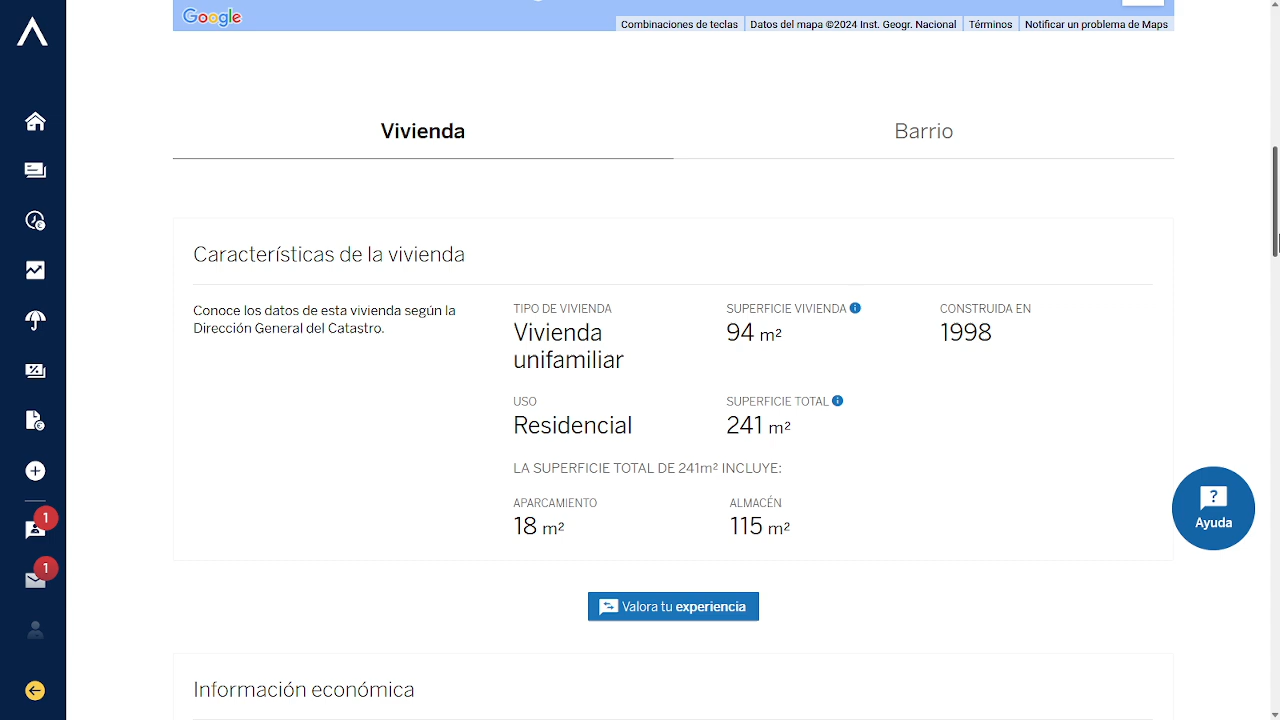 Google
Combinaciones de teclas
Datos del mapa ©2024 Inst. Geogr. Nacional
Términos
Notificar un problema de Maps
Vivienda
Barrio
Características de la vivienda
Conoce los datos de esta vivienda según la
Dirección General del Catastro.
TIPO DE VIVIENDA
Vivienda
unifamiliar
SUPERFICIE VIVIENDA
94 m²
CONSTRUIDA EN
1998
USO
Residencial
SUPERFICIE TOTAL
241 m²
LA SUPERFICIE TOTAL DE 241m² INCLUYE:
APARCAMIENTO
18 m²
ALMACÉN
115 m²
1
1
?
Ayuda
Valora tu experiencia
Información económica